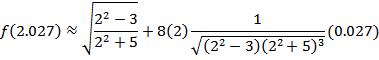 f(2.027) ≈ √((2² − 3)/(2² + 5)) + 8(2) 1/√((2² − 3)(2² + 5)³) (0.027)